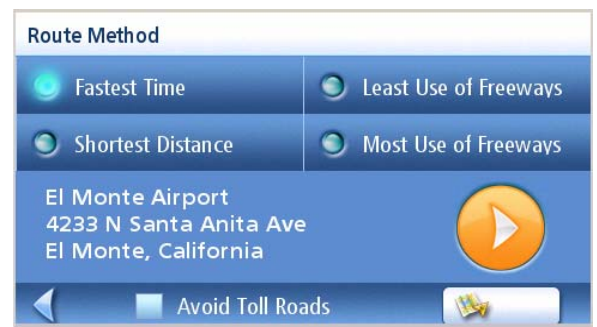 Route Method
Fastest Time
Least Use of Freeways
Shortest Distance
Most Use of Freeways
El Monte Airport
4233 N Santa Anita Ave
El Monte, California
Avoid Toll Roads